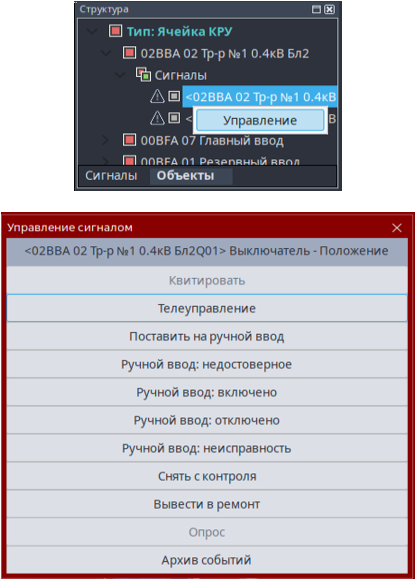 Структура
Тип: Ячейка КРУ
02BBA 02 Тр-р №1 0.4кВ Бл2
Сигналы
<02BBA 02 Тр-р №1 0.4кВ
<
В
Управление
00BFA 07 Главный ввод
00BFA 01 Резервный ввод
Сигналы Объекты
Управление сигналом
<02BBA 02 Тр-р №1 0.4кВ Бл2Q01> Выключатель - Положение
Квитировать
Телеуправление
Поставить на ручной ввод
Ручной ввод: недостоверное
Ручной ввод: включено
Ручной ввод: отключено
Ручной ввод: неисправность
Снять с контроля
Вывести в ремонт
Опрос
Архив событий